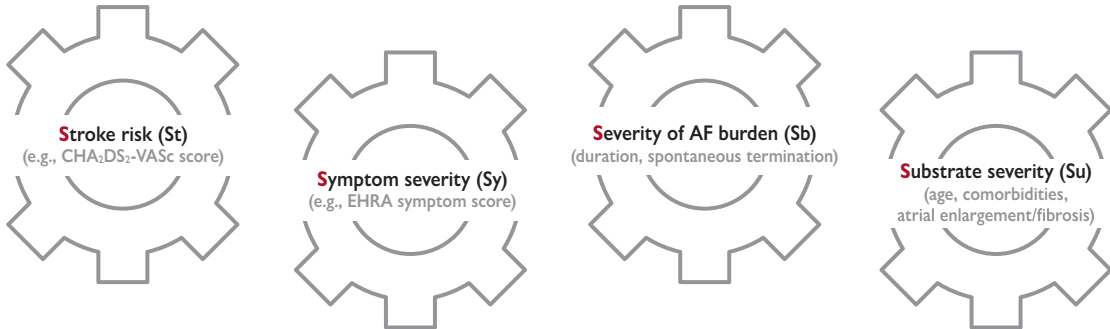 Stroke risk (St)
(e.g., CHA₂DS₂-VASc score)
Symptom severity (Sy)
(e.g., EHRA symptom score)
Severity of AF burden (Sb)
(duration, spontaneous termination)
Substrate severity (Su)
(age, comorbidities,
atrial enlargement/fibrosis)